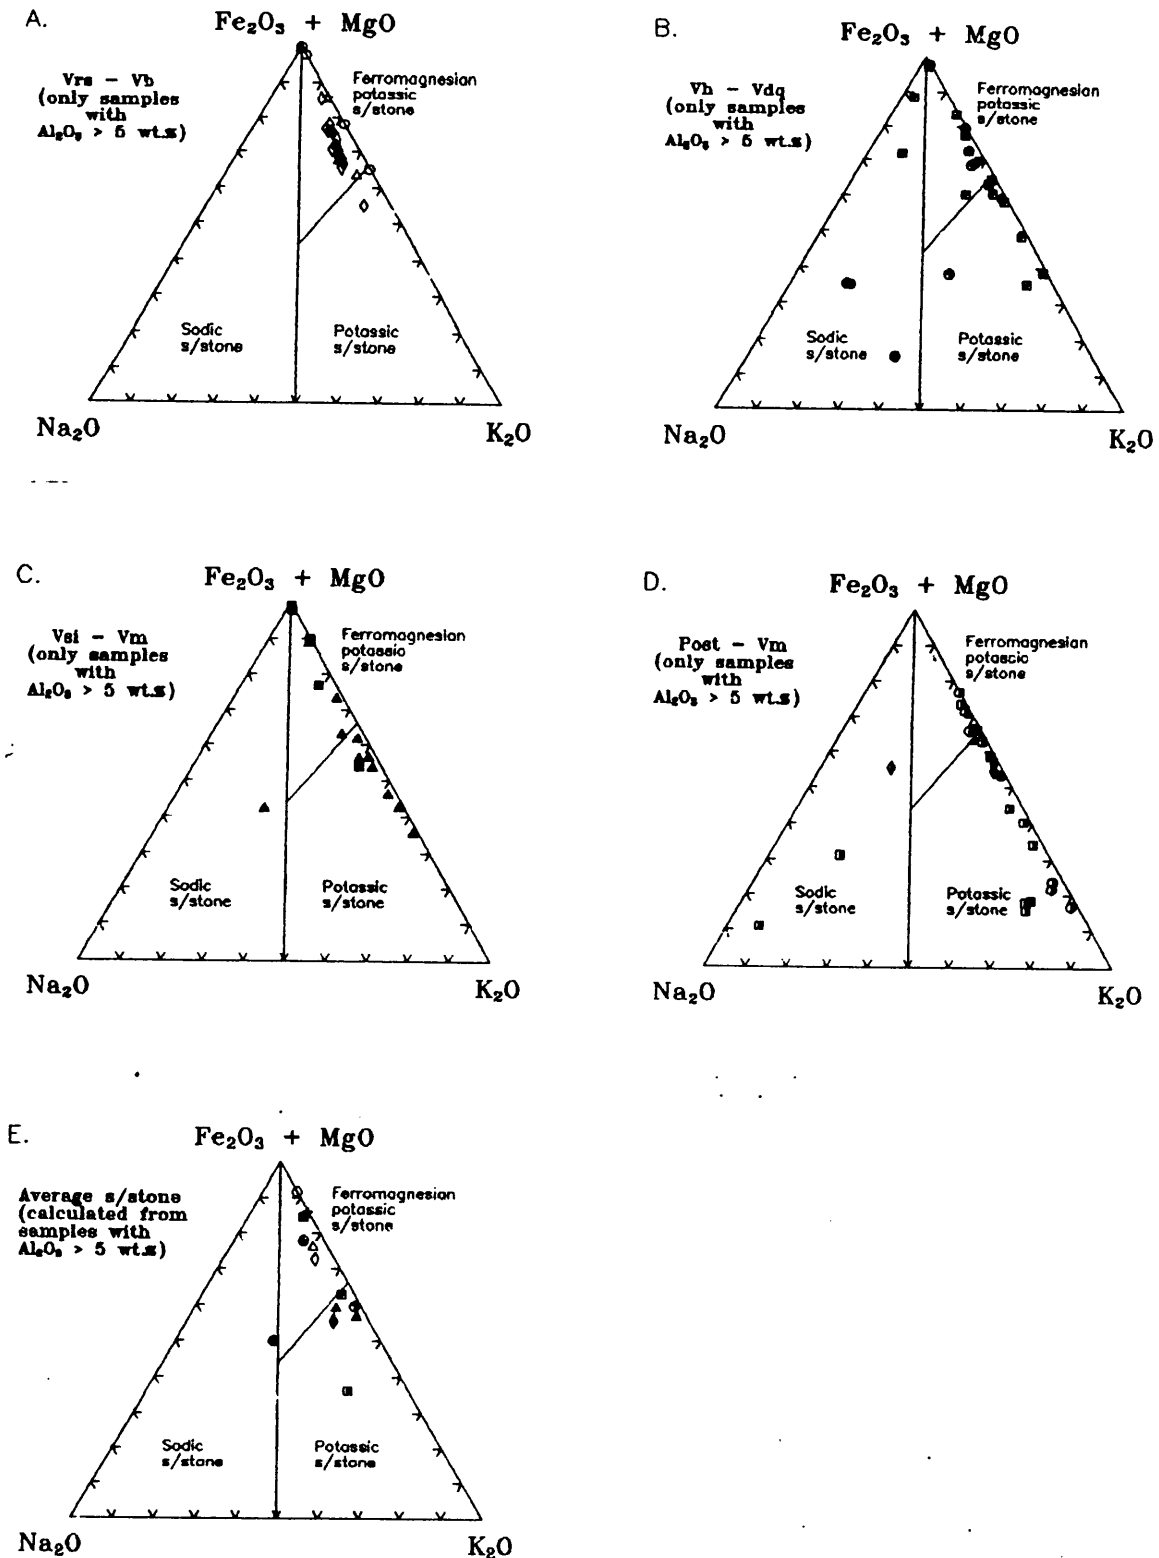 A.
Fe₂O₃ + MgO
Vrs - Vb
(only samples
with
Al₂O₃ > 5 wt.%)
Ferromagnesian
potassic
s/stone
Sodic
s/stone
Potassic
s/stone
Na₂O
K₂O
B.
Fe₂O₃ + MgO
Vh - Vdq
(only samples
with
Al₂O₃ > 5 wt.%)
Ferromagnesian
potassic
s/stone
Sodic
s/stone
Potassic
s/stone
Na₂O
K₂O
C.
Fe₂O₃ + MgO
Vsi - Vm
(only samples
with
Al₂O₃ > 5 wt.%)
Ferromagnesian
potassic
s/stone
Sodic
s/stone
Potassic
s/stone
Na₂O
K₂O
D.
Fe₂O₃ + MgO
Post - Vm
(only samples
with
Al₂O₃ > 5 wt.%)
Ferromagnesian
potassic
s/stone
Sodic
s/stone
Potassic
s/stone
Na₂O
K₂O
E.
Fe₂O₃ + MgO
Average s/stone
(calculated from
samples with
Al₂O₃ > 5 wt.%)
Ferromagnesian
potassic
s/stone
Sodic
s/stone
Potassic
s/stone
Na₂O
K₂O